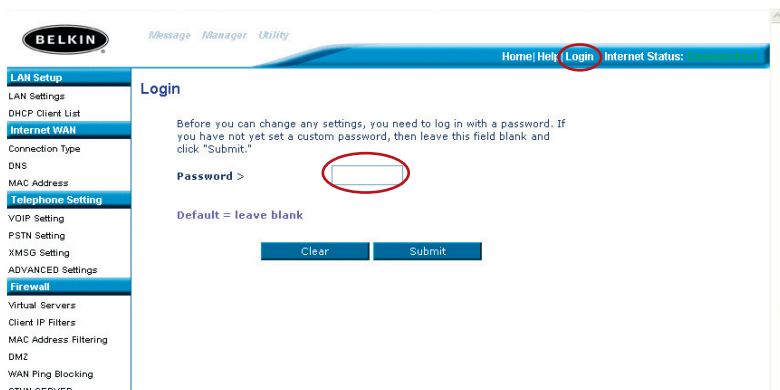 BELKIN
Message Manager Utility
Home| Help| Login Internet Status: Connected
LAN Setup
LAN Settings
DHCP Client List
Internet WAN
Connection Type
DNS
MAC Address
Telephone Setting
VOIP Setting
PSTN Setting
XMSG Setting
ADVANCED Settings
Firewall
Virtual Servers
Client IP Filters
MAC Address Filtering
DMZ
WAN Ping Blocking
Login
Before you can change any settings, you need to log in with a password. If
you have not yet set a custom password, then leave this field blank and
click "Submit."
Password >
Default = leave blank
Clear Submit